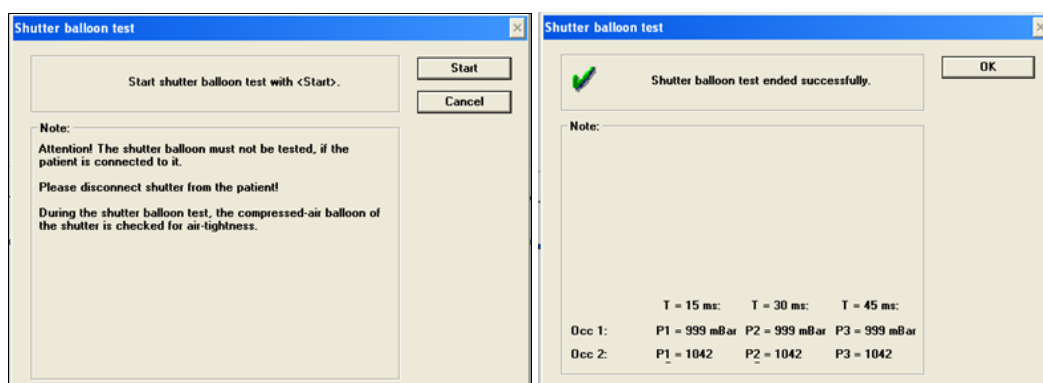 Shutter balloon test
Start shutter balloon test with <Start>.
Start
Cancel
Note:
Attention! The shutter balloon must not be tested, if the
patient is connected to it.
Please disconnect shutter from the patient!
During the shutter balloon test, the compressed-air balloon of
the shutter is checked for air-tightness.
Shutter balloon test
Shutter balloon test ended successfully.
OK
Note:
T = 15 ms: T = 30 ms: T = 45 ms:
Occ 1: P1 = 999 mBar P2 = 999 mBar P3 = 999 mBar
Occ 2: P1 = 1042 P2 = 1042 P3 = 1042